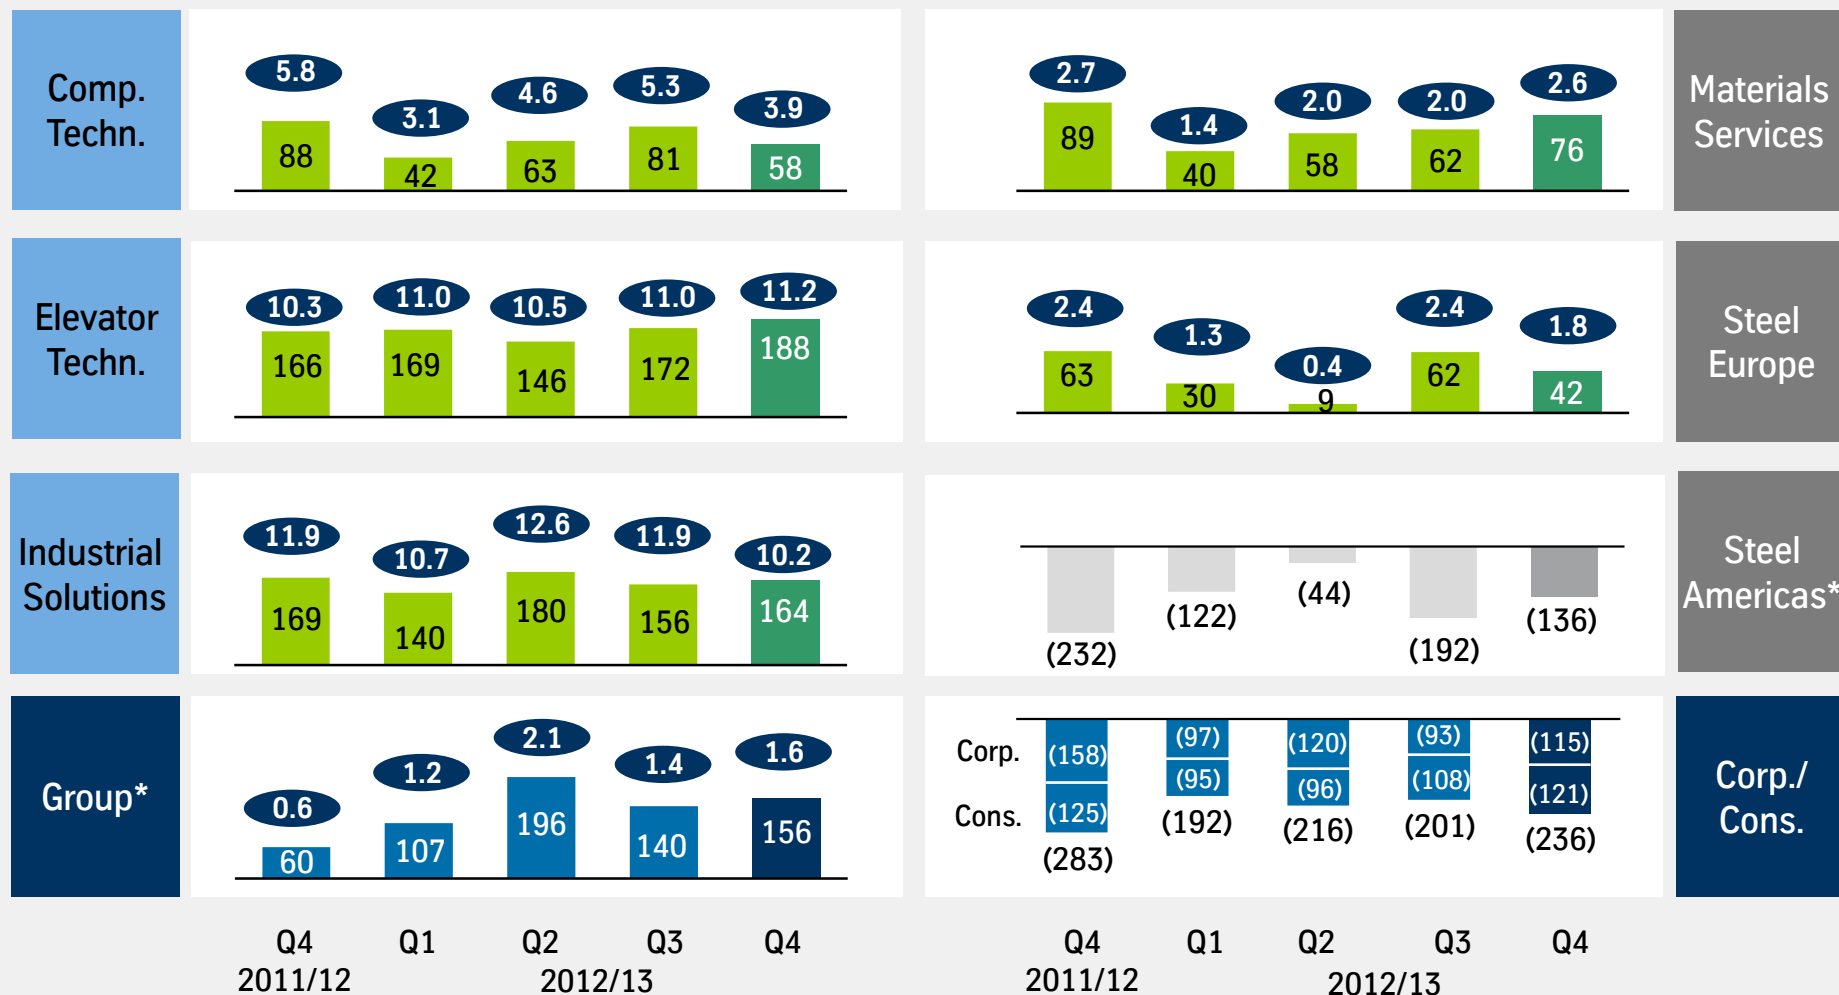 Comp.
Techn.
5.8 3.1 4.6 5.3 3.9
88 42 63 81 58
2.7 1.4 2.0 2.0 2.6
89 40 58 62 76
Materials
Services
Elevator
Techn.
10.3 11.0 10.5 11.0 11.2
166 169 146 172 188
2.4 1.3 0.4 2.4 1.8
63 30 9 62 42
Steel
Europe
Industrial
Solutions
11.9 10.7 12.6 11.9 10.2
169 140 180 156 164
(232) (122) (44) (192) (136)
Steel
Americas*
Group*
0.6 1.2 2.1 1.4 1.6
60 107 196 140 156
Corp. (158) (97) (120) (93) (115)
Cons. (125) (95) (96) (108) (121)
(283) (192) (216) (201) (236)
Corp./
Cons.
Q4 Q1 Q2 Q3 Q4
2011/12 2012/13
Q4 Q1 Q2 Q3 Q4
2011/12 2012/13